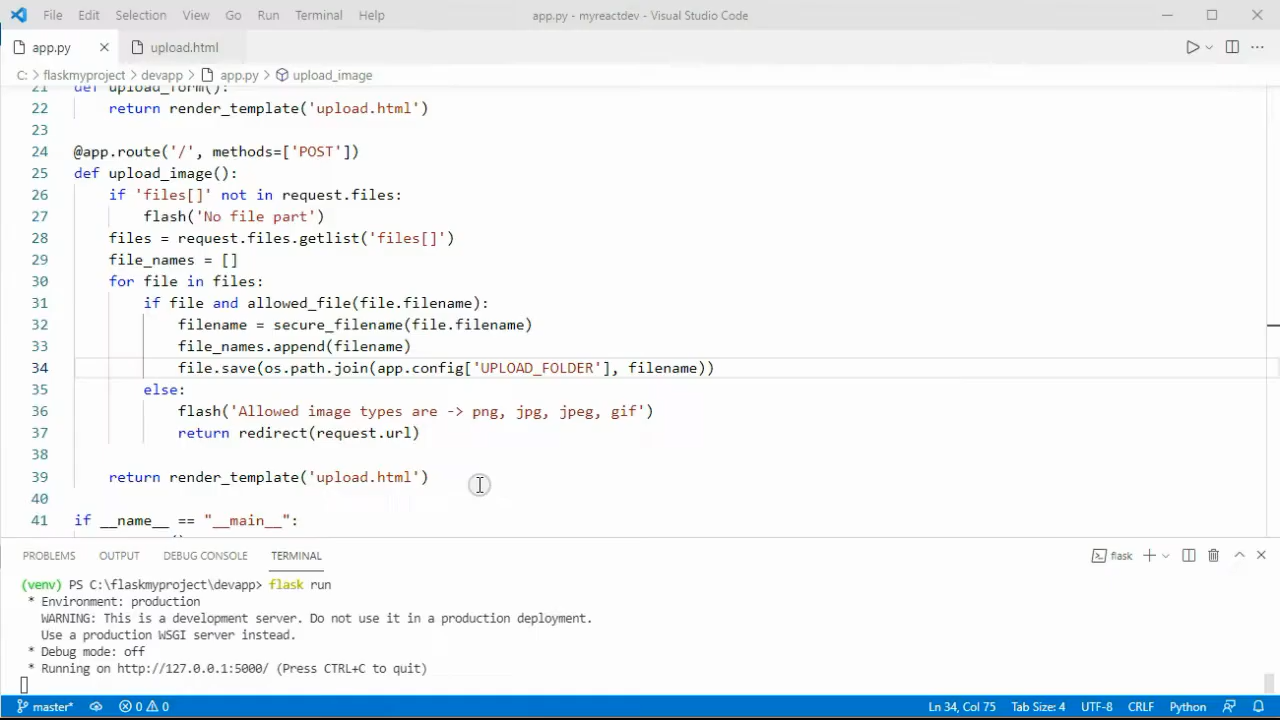 File Edit Selection View Go Run Terminal Help app.py - myreactdev - Visual Studio Code
app.py upload.html
C: > flaskmyproject > devapp > app.py > upload_image
21 def upload_form():
22 return render_template('upload.html')
23
24 @app.route('/', methods=['POST'])
25 def upload_image():
26 if 'files[]' not in request.files:
27 flash('No file part')
28 files = request.files.getlist('files[]')
29 file_names = []
30 for file in files:
31 if file and allowed_file(file.filename):
32 filename = secure_filename(file.filename)
33 file_names.append(filename)
34 file.save(os.path.join(app.config['UPLOAD_FOLDER'], filename))
35 else:
36 flash('Allowed image types are -> png, jpg, jpeg, gif')
37 return redirect(request.url)
38
39 return render_template('upload.html')
40
41 if __name__ == "__main__":
PROBLEMS OUTPUT DEBUG CONSOLE TERMINAL flask
(venv) PS C:\flaskmyproject\devapp> flask run
* Environment: production
WARNING: This is a development server. Do not use it in a production deployment.
Use a production WSGI server instead.
* Debug mode: off
* Running on http://127.0.0.1:5000/ (Press CTRL+C to quit)
master* 0 0 Ln 34, Col 75 Tab Size: 4 UTF-8 CRLF Python